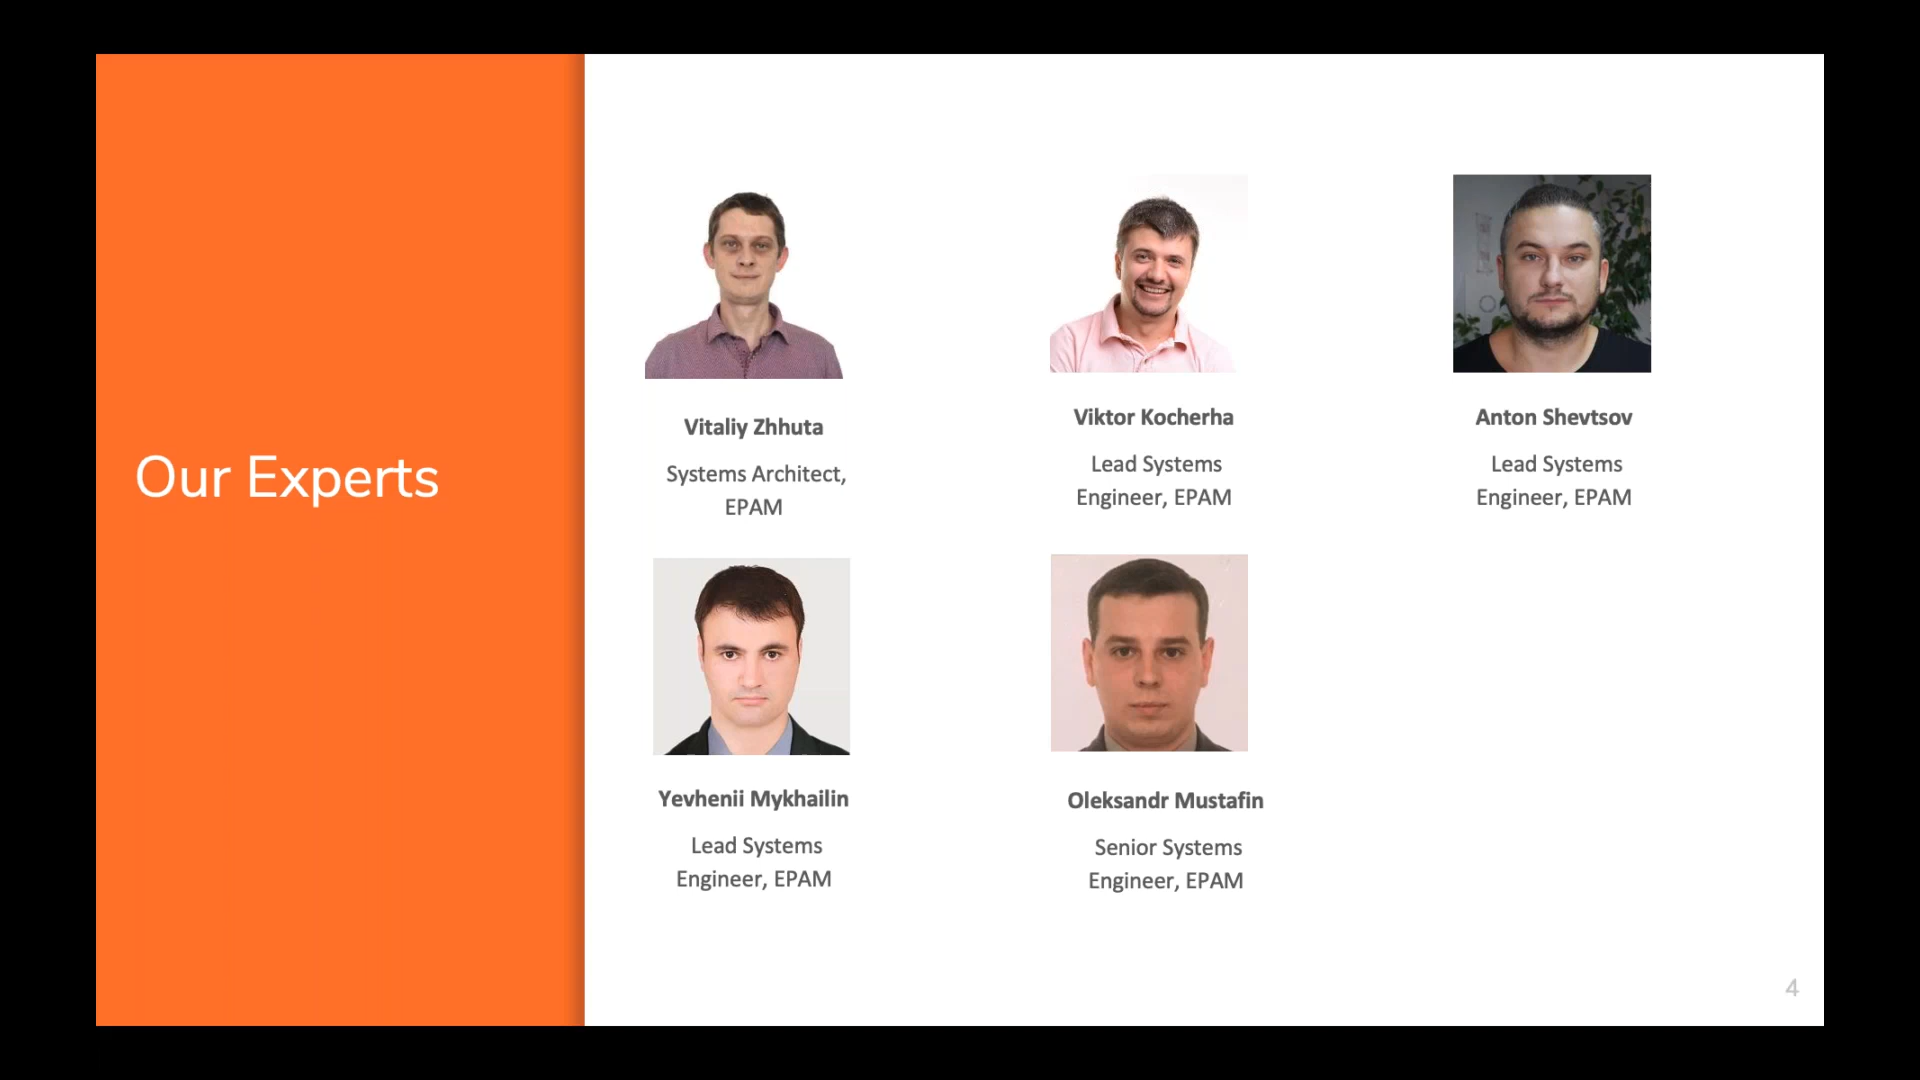 Our Experts
Vitaliy Zhhuta
Systems Architect,
EPAM
Viktor Kocherha
Lead Systems
Engineer, EPAM
Anton Shevtsov
Lead Systems
Engineer, EPAM
Yevhenii Mykhailin
Lead Systems
Engineer, EPAM
Oleksandr Mustafin
Senior Systems
Engineer, EPAM
4